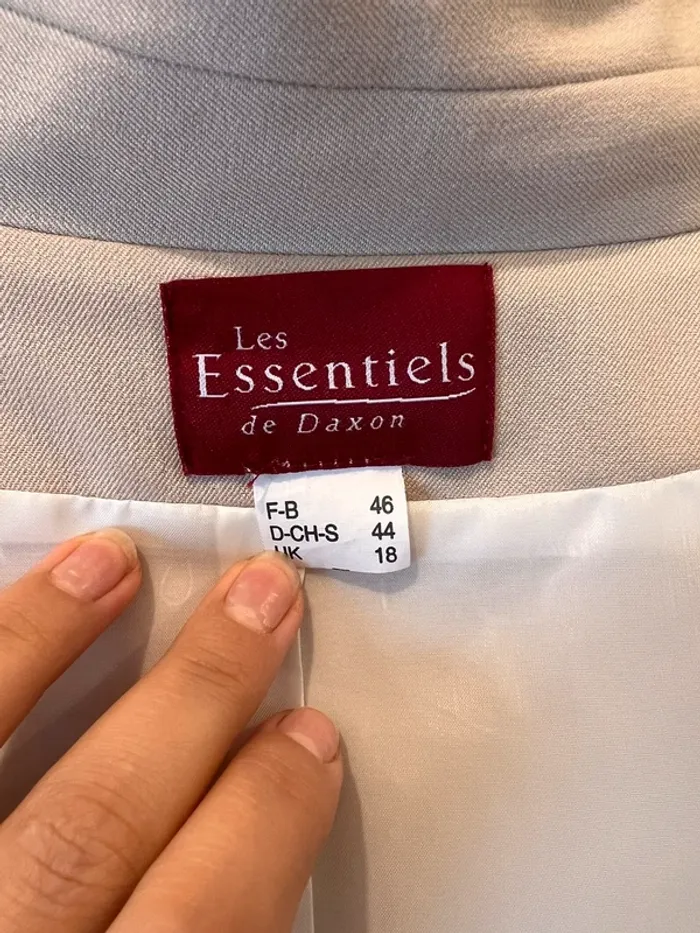 Les
Essentiels
de Daxon
F-B 46
D-CH-S 44
UK 18